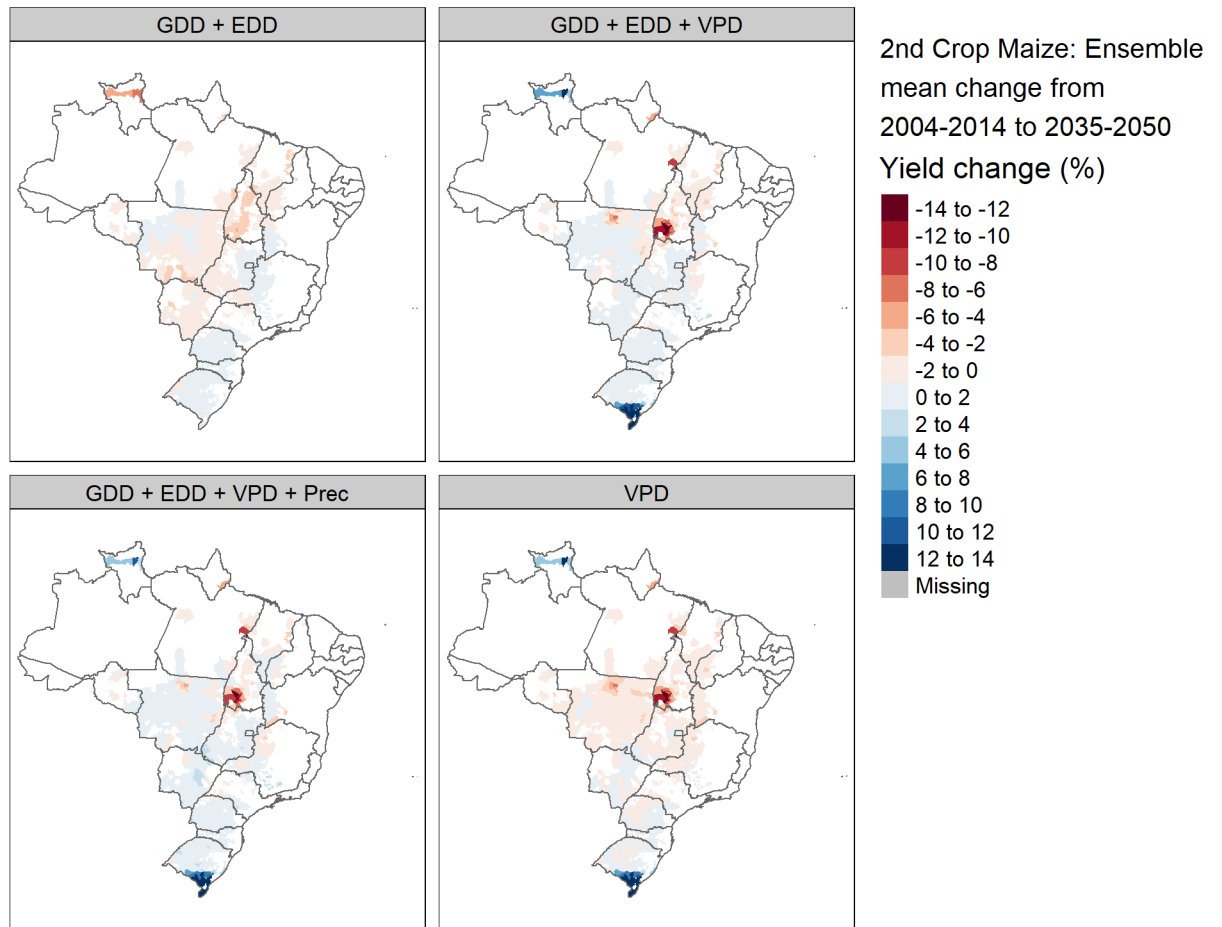 GDD + EDD
GDD + EDD + VPD
2nd Crop Maize: Ensemble
mean change from
2004-2014 to 2035-2050
Yield change (%)
-14 to -12
-12 to -10
-10 to -8
-8 to -6
-6 to -4
-4 to -2
-2 to 0
0 to 2
2 to 4
4 to 6
6 to 8
8 to 10
10 to 12
12 to 14
Missing
GDD + EDD + VPD + Prec
VPD